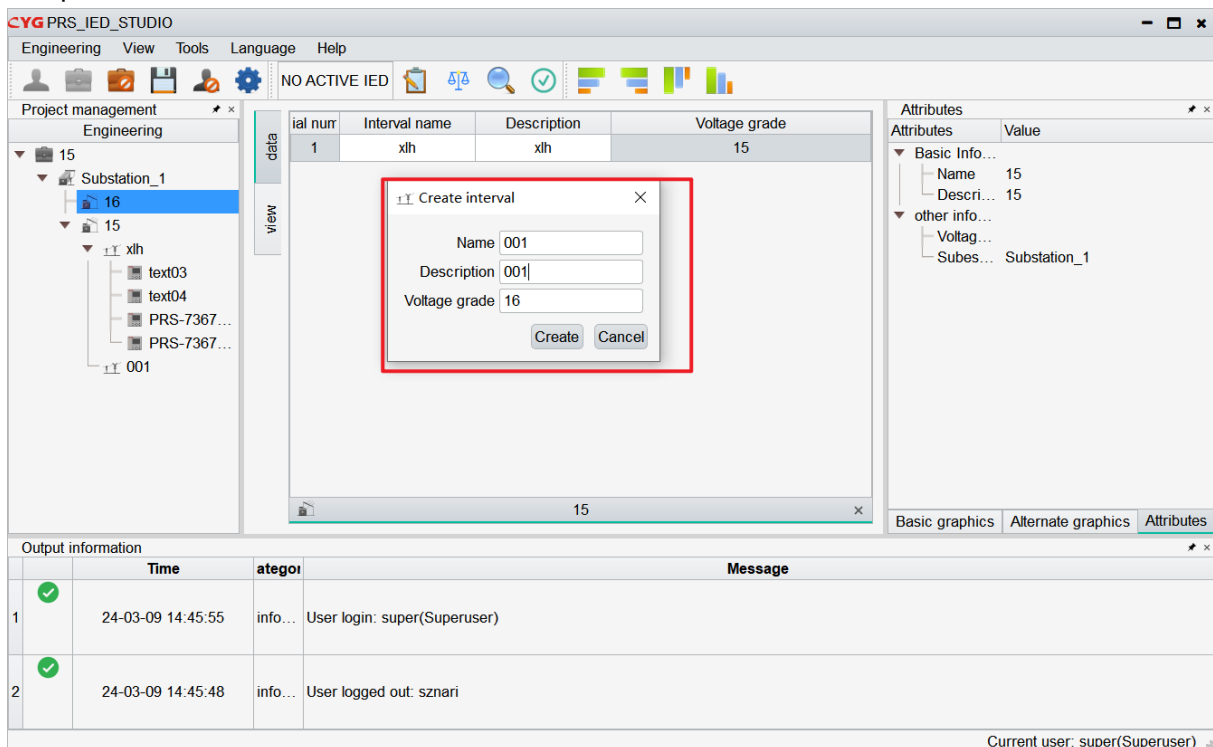 CYG PRS_IED_STUDIO
Engineering View Tools Language Help
NO ACTIVE IED
Project management
Engineering
15
Substation_1
16
15
xlh
text03
text04
PRS-7367...
PRS-7367...
001
data
view
ial num Interval name Description Voltage grade
1 xlh xlh 15
Create interval
Name 001
Description 001
Voltage grade 16
Create Cancel
15
Attributes
Attributes Value
Basic Info...
Name 15
Descri... 15
other info...
Voltag...
Subes... Substation_1
Basic graphics Alternate graphics Attributes
Output information
Time ategor Message
1 24-03-09 14:45:55 info... User login: super(Superuser)
2 24-03-09 14:45:48 info... User logged out: sznari
Current user: super(Superuser)